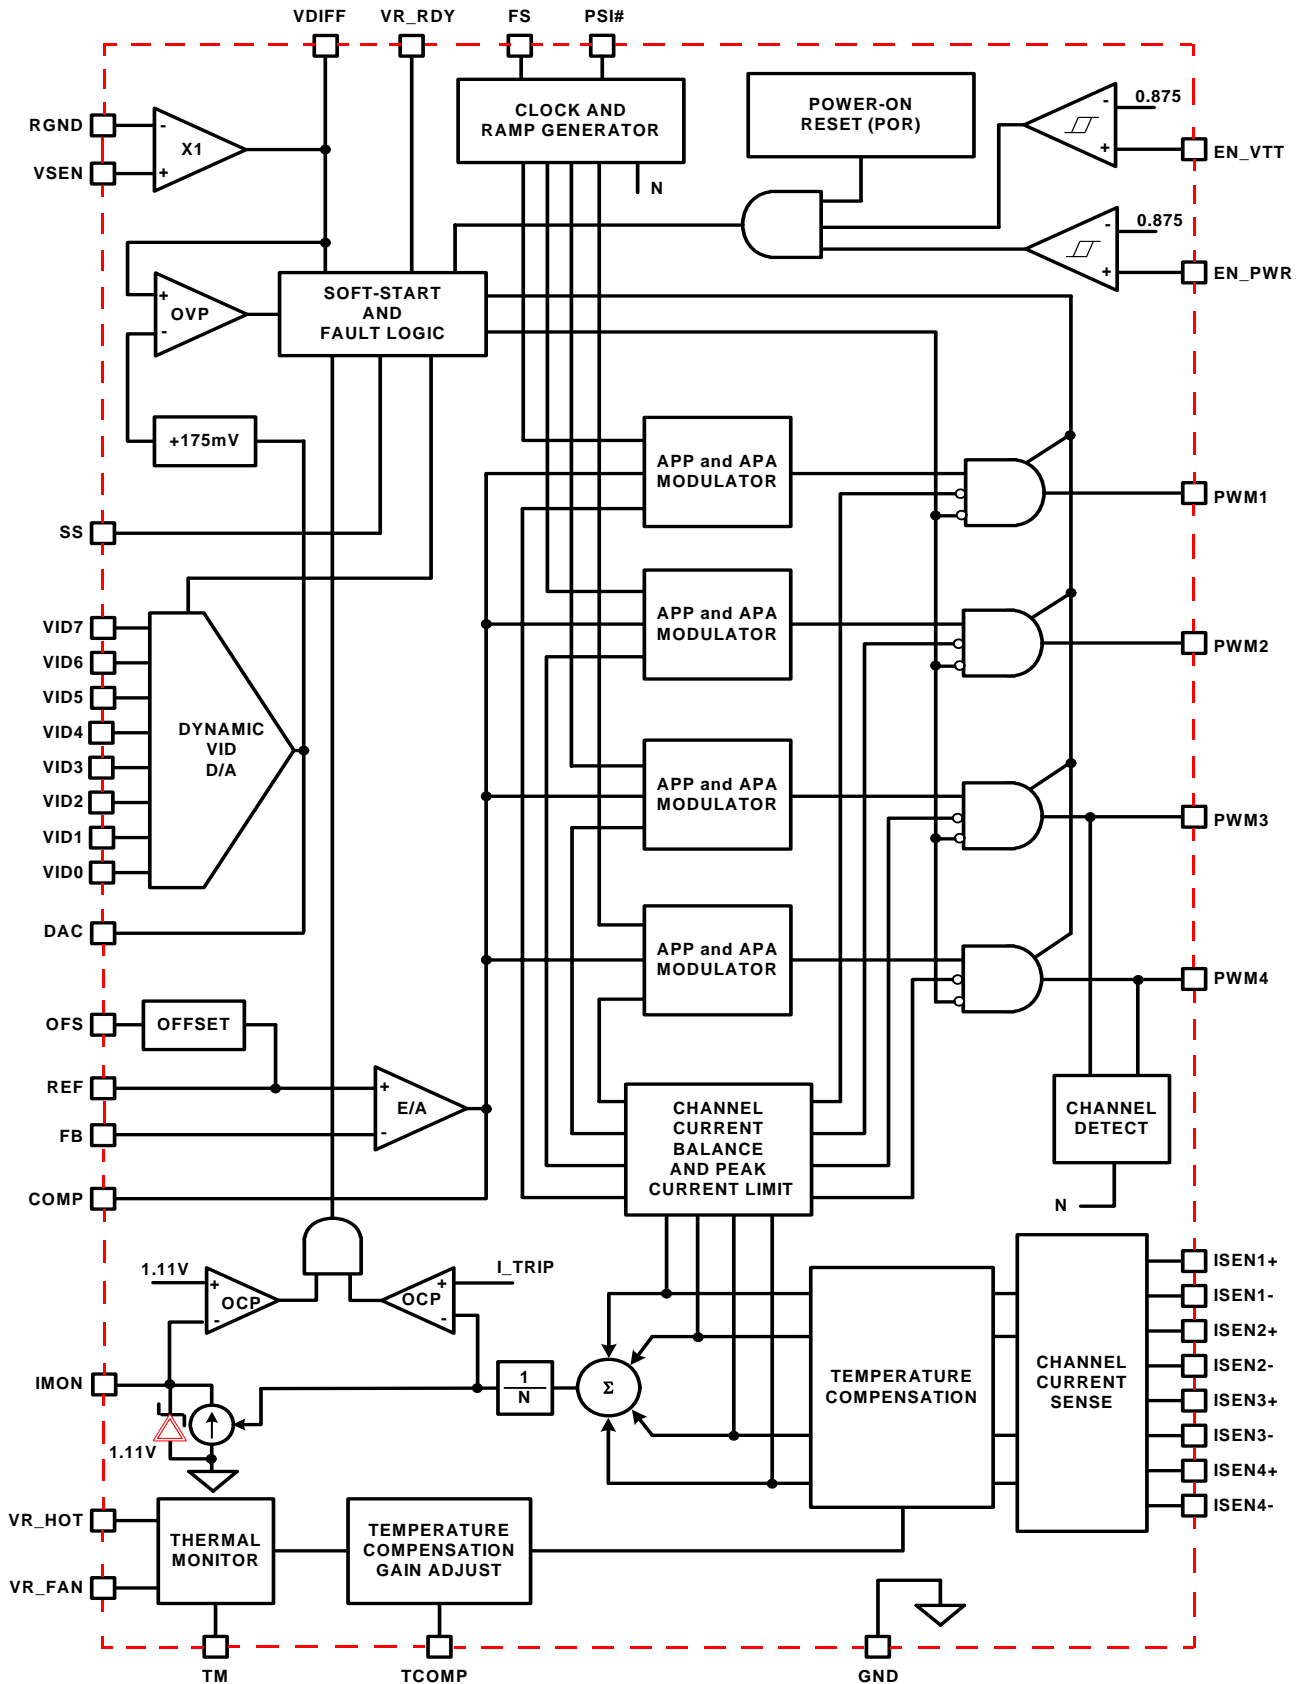 VDIFF
VR_RDY
FS
PSI#
RGND
VSEN
-
X1
+
CLOCK AND
RAMP GENERATOR
N
POWER-ON
RESET (POR)
-
0.875
+
EN_VTT
-
0.875
+
EN_PWR
+
OVP
-
SOFT-START
AND
FAULT LOGIC
+175mV
SS
APP and APA
MODULATOR
PWM1
VID7
VID6
VID5
VID4
VID3
VID2
VID1
VID0
DYNAMIC
VID
D/A
APP and APA
MODULATOR
PWM2
APP and APA
MODULATOR
PWM3
DAC
APP and APA
MODULATOR
PWM4
OFS
OFFSET
REF
FB
+
E/A
-
COMP
CHANNEL
CURRENT
BALANCE
AND PEAK
CURRENT LIMIT
CHANNEL
DETECT
N
1.11V
+
OCP
-
I_TRIP
+
OCP
-
IMON
1.11V
1
N
Σ
TEMPERATURE
COMPENSATION
CHANNEL
CURRENT
SENSE
ISEN1+
ISEN1-
ISEN2+
ISEN2-
ISEN3+
ISEN3-
ISEN4+
ISEN4-
VR_HOT
VR_FAN
THERMAL
MONITOR
TEMPERATURE
COMPENSATION
GAIN ADJUST
TM
TCOMP
GND